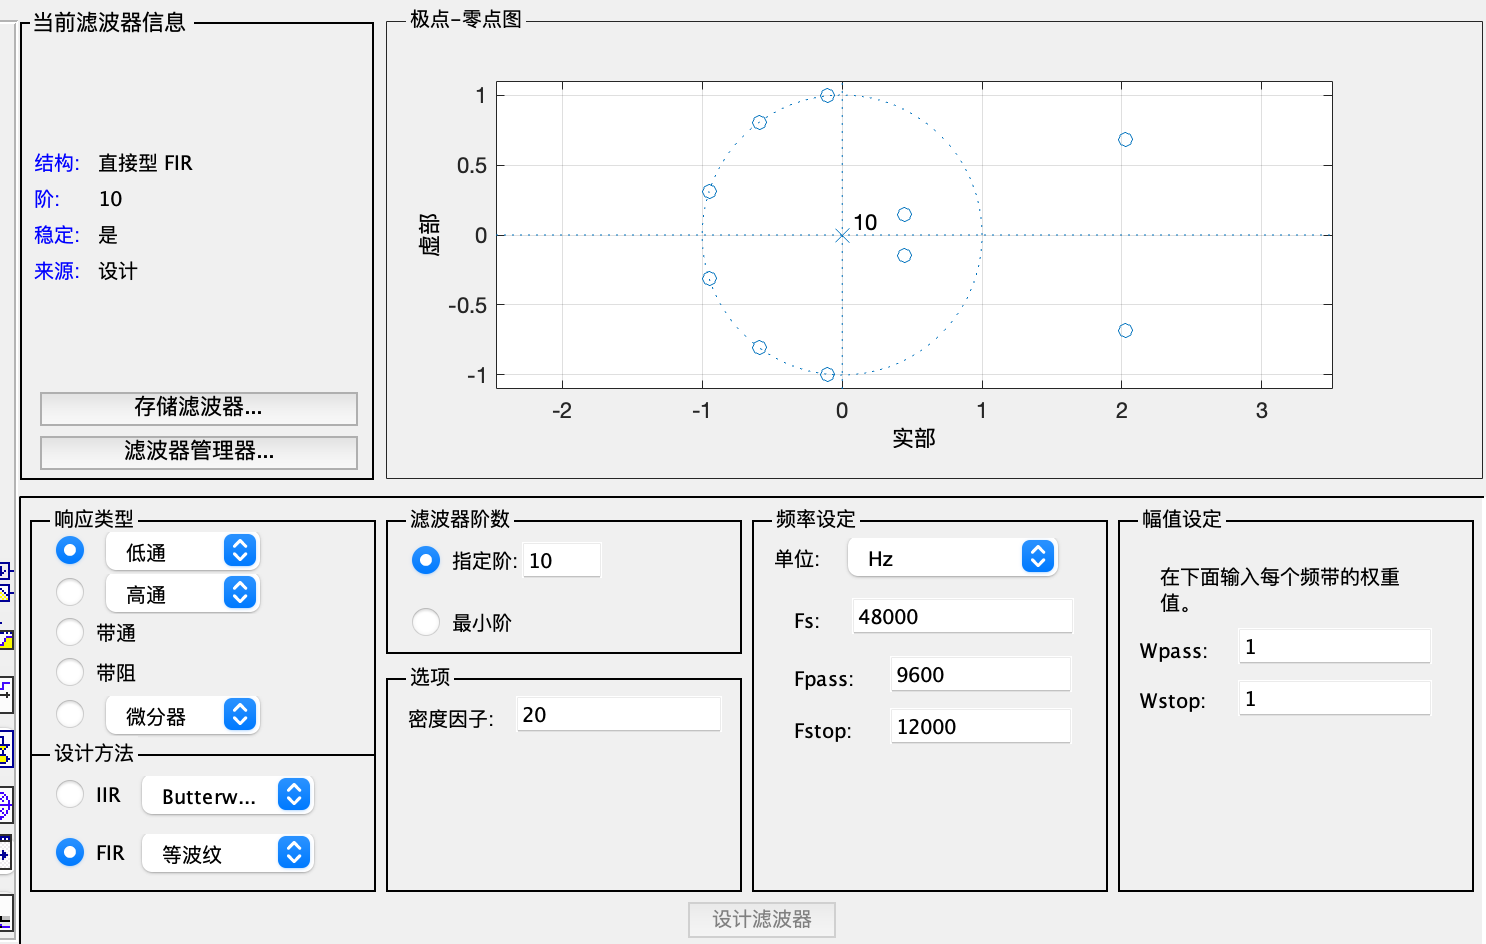 当前滤波器信息
结构: 直接型 FIR
阶: 10
稳定: 是
来源: 设计
存储滤波器...
滤波器管理器...
极点-零点图
1
0.5
0
-0.5
-1
虚部
10
-2 -1 0 1 2 3
实部
响应类型
低通
高通
带通
带阻
微分器
设计方法
IIR Butterw...
FIR 等波纹
滤波器阶数
指定阶: 10
最小阶
选项
密度因子: 20
频率设定
单位: Hz
Fs: 48000
Fpass: 9600
Fstop: 12000
幅值设定
在下面输入每个频带的权重
值。
Wpass: 1
Wstop: 1
设计滤波器